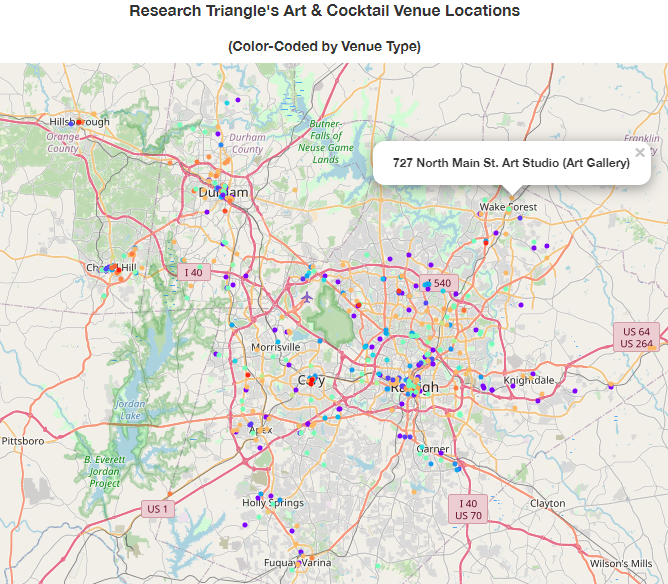 Research Triangle's Art & Cocktail Venue Locations
(Color-Coded by Venue Type)
Hillsborough
Orange
County
Durham
County
Butner-
Falls of
Neuse Game
Lands
Franklin
727 North Main St. Art Studio (Art Gallery)
×
Durham
Wake Forest
Chapel Hill
I 40
I 540
US 64
US 264
Morrisville
Cary
Raleigh
Knightdale
Jordan
Lake
Pittsboro
Apex
B. Everett
Jordan
Project
Garner
US 1
Holly Springs
I 40
US 70
Clayton
Fuquay-Varina
Wilson's Mills